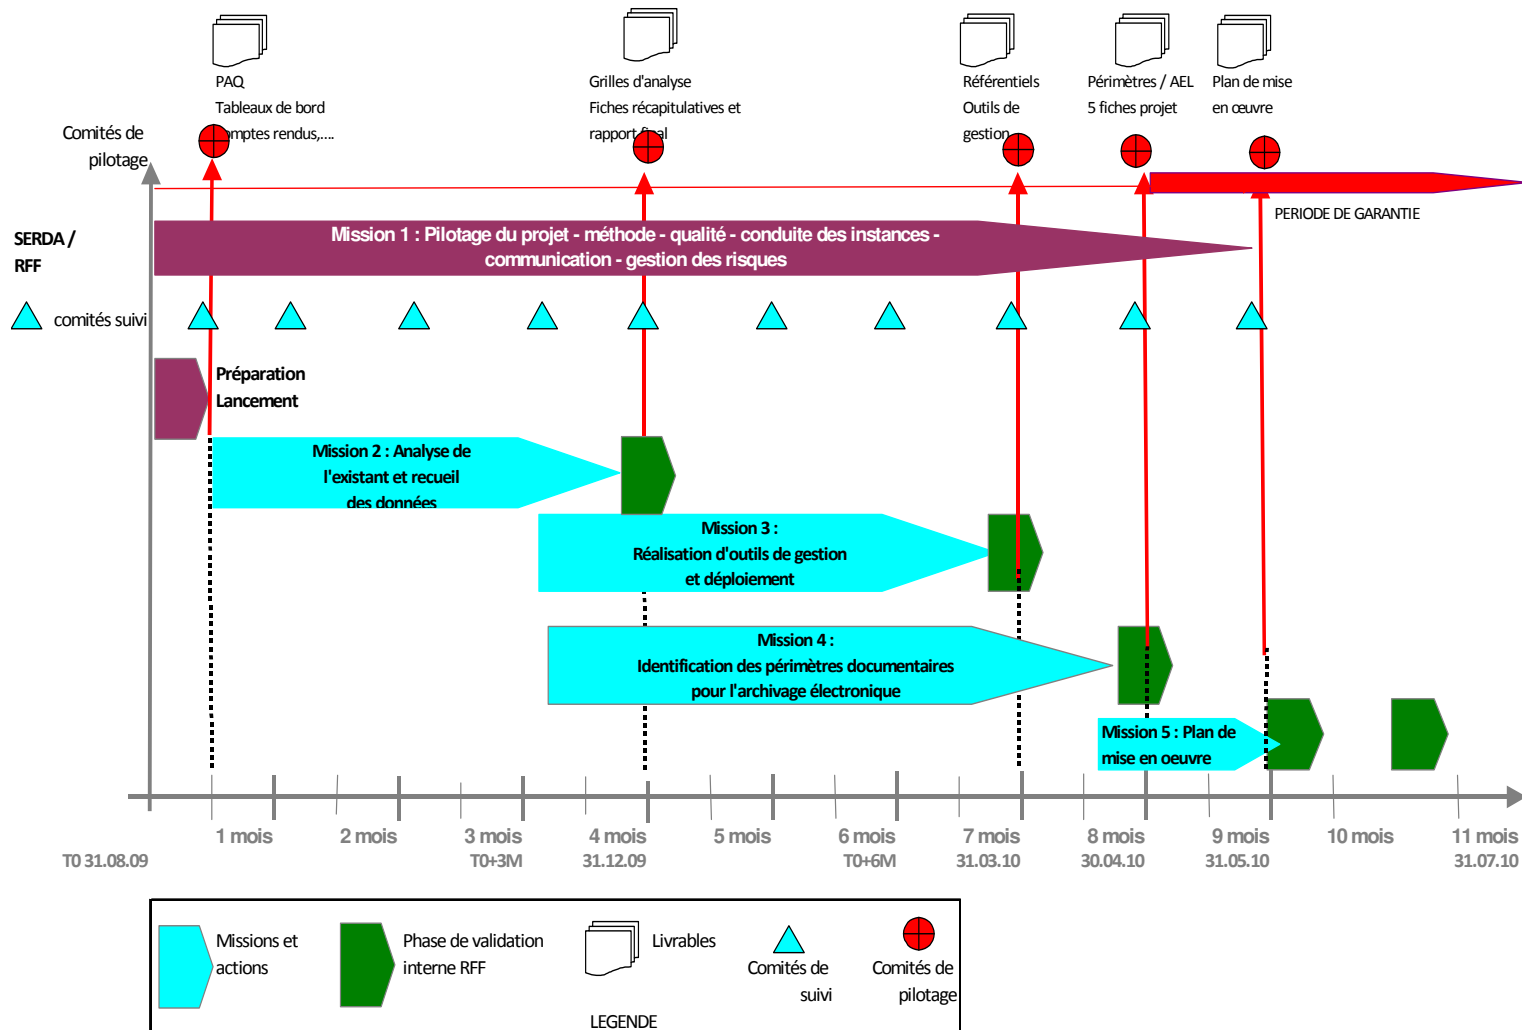 PAQ
Tableaux de bord
omptes rendus,....
Grilles d'analyse
Fiches récapitulatives et
rapport final
Référentiels
Outils de
gestion
Périmètres / AEL
5 fiches projet
Plan de mise
en œuvre
Comités de
pilotage
PERIODE DE GARANTIE
SERDA /
RFF
Mission 1 : Pilotage du projet - méthode - qualité - conduite des instances -
communication - gestion des risques
comités suivi
Préparation
Lancement
Mission 2 : Analyse de
l'existant et recueil
des données
Mission 3 :
Réalisation d'outils de gestion
et déploiement
Mission 4 :
Identification des périmètres documentaires
pour l'archivage électronique
Mission 5 : Plan de
mise en oeuvre
1 mois
2 mois
3 mois
4 mois
5 mois
6 mois
7 mois
8 mois
9 mois
10 mois
11 mois
T0 31.08.09
T0+3M
31.12.09
T0+6M
31.03.10
30.04.10
31.05.10
31.07.10
Missions et
actions
Phase de validation
interne RFF
Livrables
Comités de
suivi
Comités de
pilotage
LEGENDE